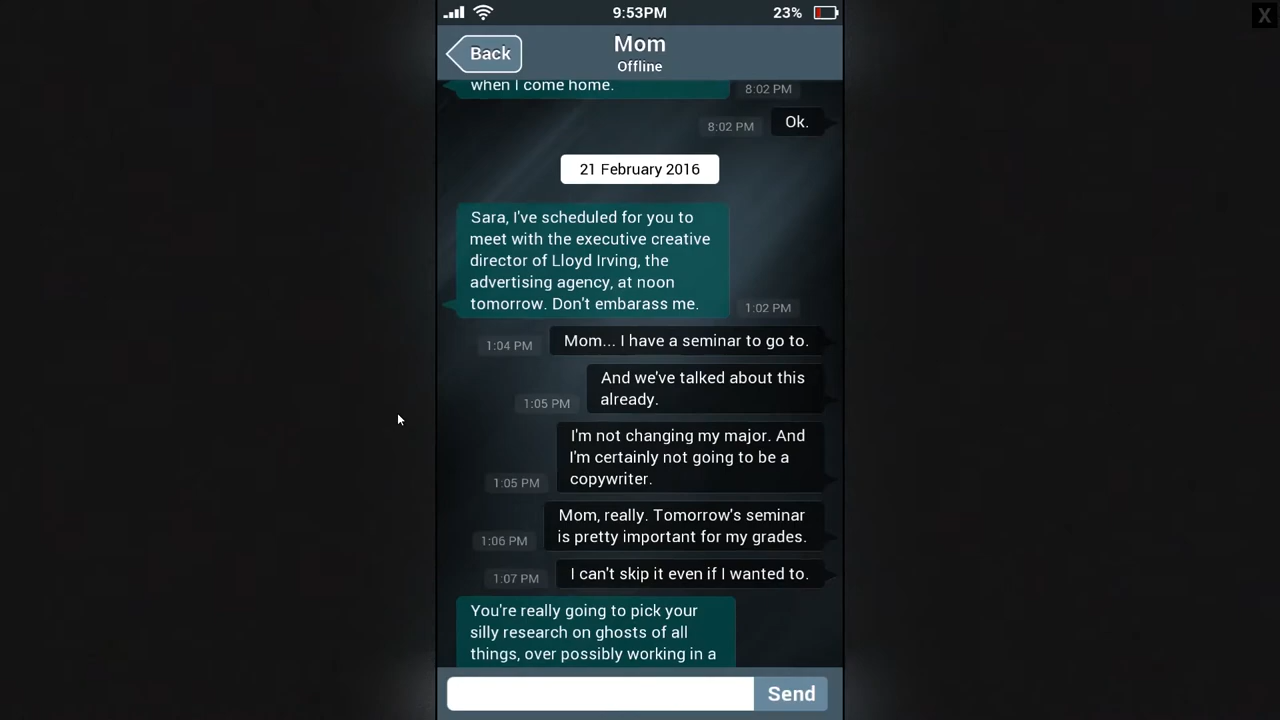 9:53PM
23%
X
Back
Mom
Offline
when I come home.
8:02 PM
8:02 PM
Ok.
21 February 2016
Sara, I've scheduled for you to
meet with the executive creative
director of Lloyd Irving, the
advertising agency, at noon
tomorrow. Don't embarass me.
1:02 PM
1:04 PM
Mom... I have a seminar to go to.
And we've talked about this
already.
1:05 PM
I'm not changing my major. And
I'm certainly not going to be a
copywriter.
1:05 PM
Mom, really. Tomorrow's seminar
is pretty important for my grades.
1:06 PM
I can't skip it even if I wanted to.
1:07 PM
You're really going to pick your
silly research on ghosts of all
things, over possibly working in a
Send